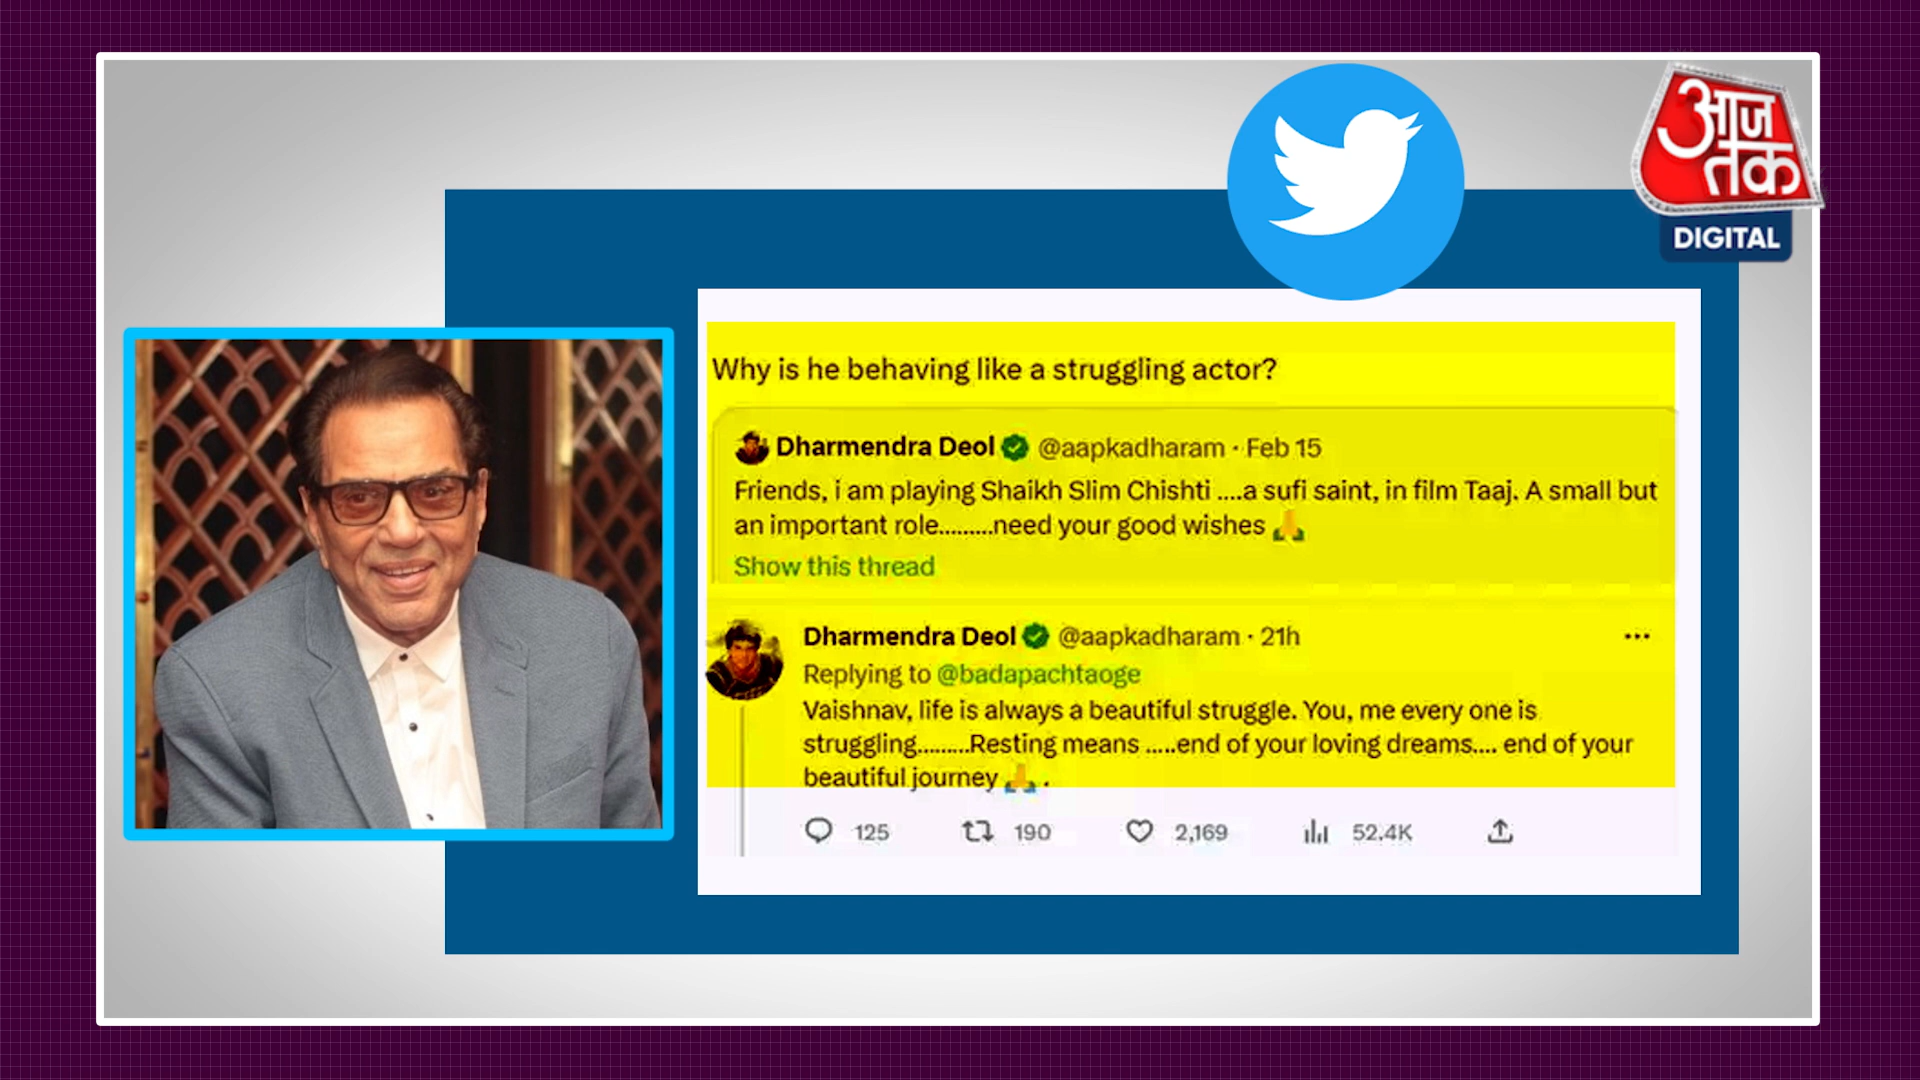 आज
तक
DIGITAL
Why is he behaving like a struggling actor?
Dharmendra Deol @aapkadharam · Feb 15
Friends, i am playing Shaikh Slim Chishti ....a sufi saint, in film Taaj. A small but
an important role.........need your good wishes 🙏
Show this thread
Dharmendra Deol @aapkadharam · 21h
Replying to @badapachtaoge
Vaishnav, life is always a beautiful struggle. You, me every one is
struggling.........Resting means .....end of your loving dreams.... end of your
beautiful journey 🙏 .
125 190 2,169 52.4K